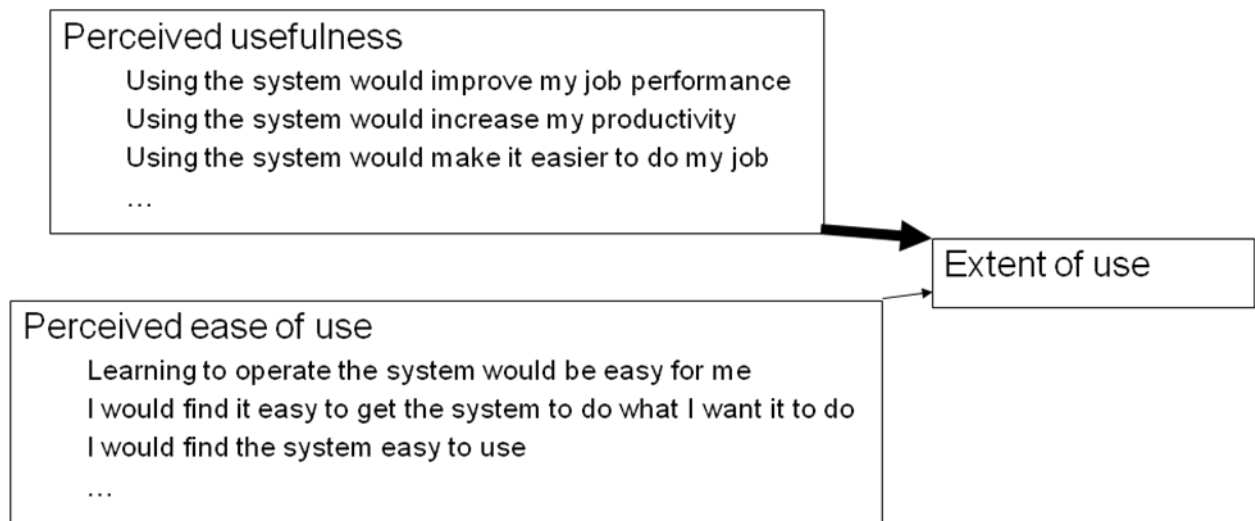 Perceived usefulness
Using the system would improve my job performance
Using the system would increase my productivity
Using the system would make it easier to do my job
…
Extent of use
Perceived ease of use
Learning to operate the system would be easy for me
I would find it easy to get the system to do what I want it to do
I would find the system easy to use
…